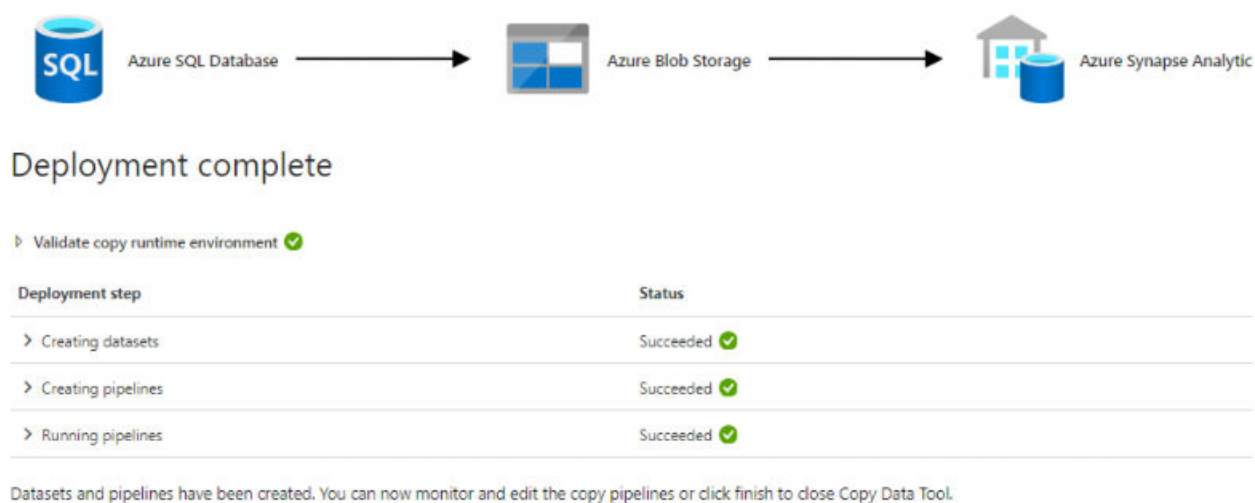 SQL Azure SQL Database Azure Blob Storage Azure Synapse Analytic
Deployment complete
Validate copy runtime environment
Deployment step Status
Creating datasets Succeeded
Creating pipelines Succeeded
Running pipelines Succeeded
Datasets and pipelines have been created. You can now monitor and edit the copy pipelines or click finish to close Copy Data Tool.